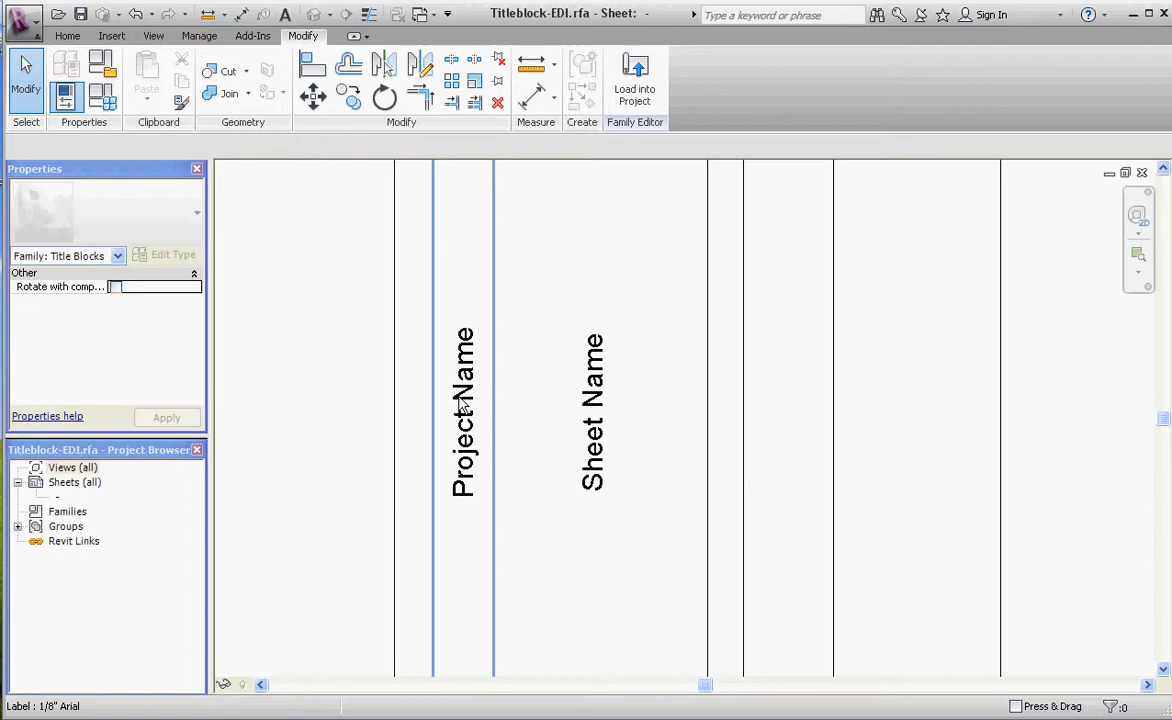 Titleblock-EDI.rfa - Sheet: -
Type a keyword or phrase
Sign In
Home
Insert
View
Manage
Add-Ins
Modify
Modify
Paste
Cut
Join
Load into
Project
Select
Properties
Clipboard
Geometry
Modify
Measure
Create
Family Editor
Properties
Family: Title Blocks
Edit Type
Other
Rotate with comp...
Properties help
Apply
Titleblock-EDI.rfa - Project Browser
Views (all)
Sheets (all)
-
Families
Groups
Revit Links
Project Name
Sheet Name
2D
Label : 1/8" Arial
Press & Drag
:0